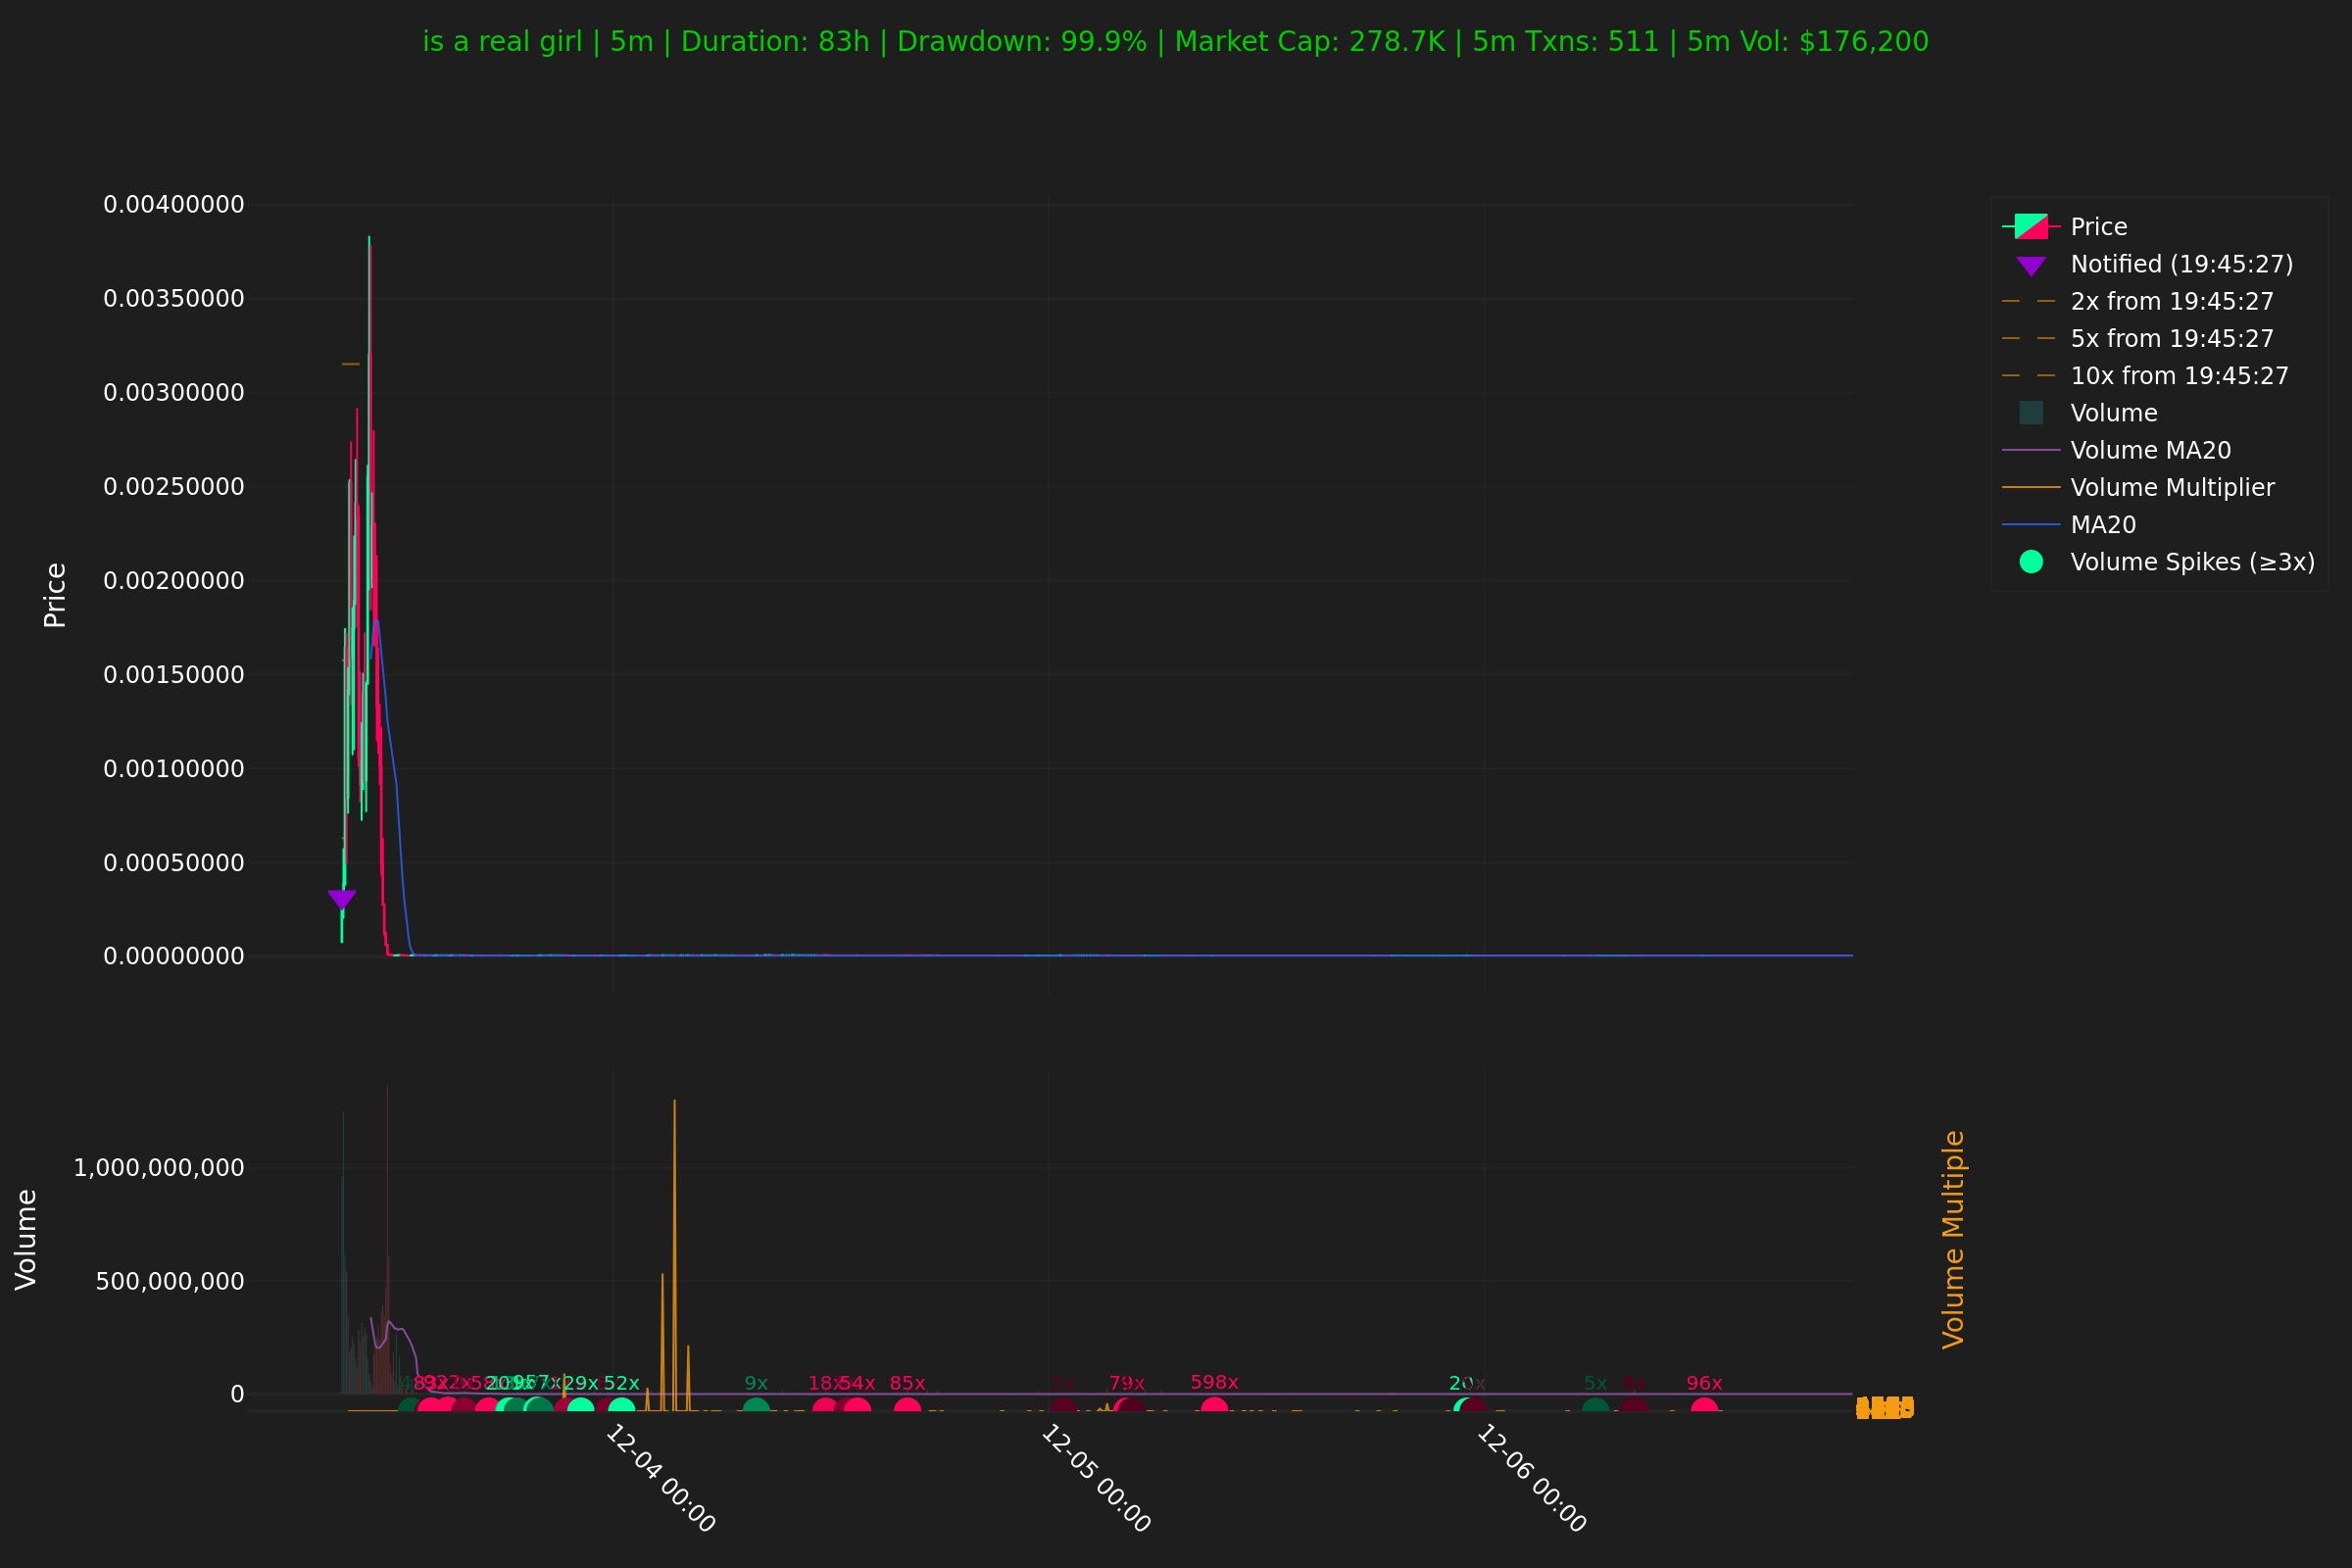 is a real girl | 5m | Duration: 83h | Drawdown: 99.9% | Market Cap: 278.7K | 5m Txns: 511 | 5m Vol: $176,200
Price
0.00400000
0.00350000
0.00300000
0.00250000
0.00200000
0.00150000
0.00100000
0.00050000
0.00000000
Price
Notified (19:45:27)
2x from 19:45:27
5x from 19:45:27
10x from 19:45:27
Volume
Volume MA20
Volume Multiplier
MA20
Volume Spikes (≥3x)
Volume
1,000,000,000
500,000,000
0
29x 52x 9x 18x 54x 85x 79x 598x 5x 96x
Volume Multiple
12-04 00:00
12-05 00:00
12-06 00:00